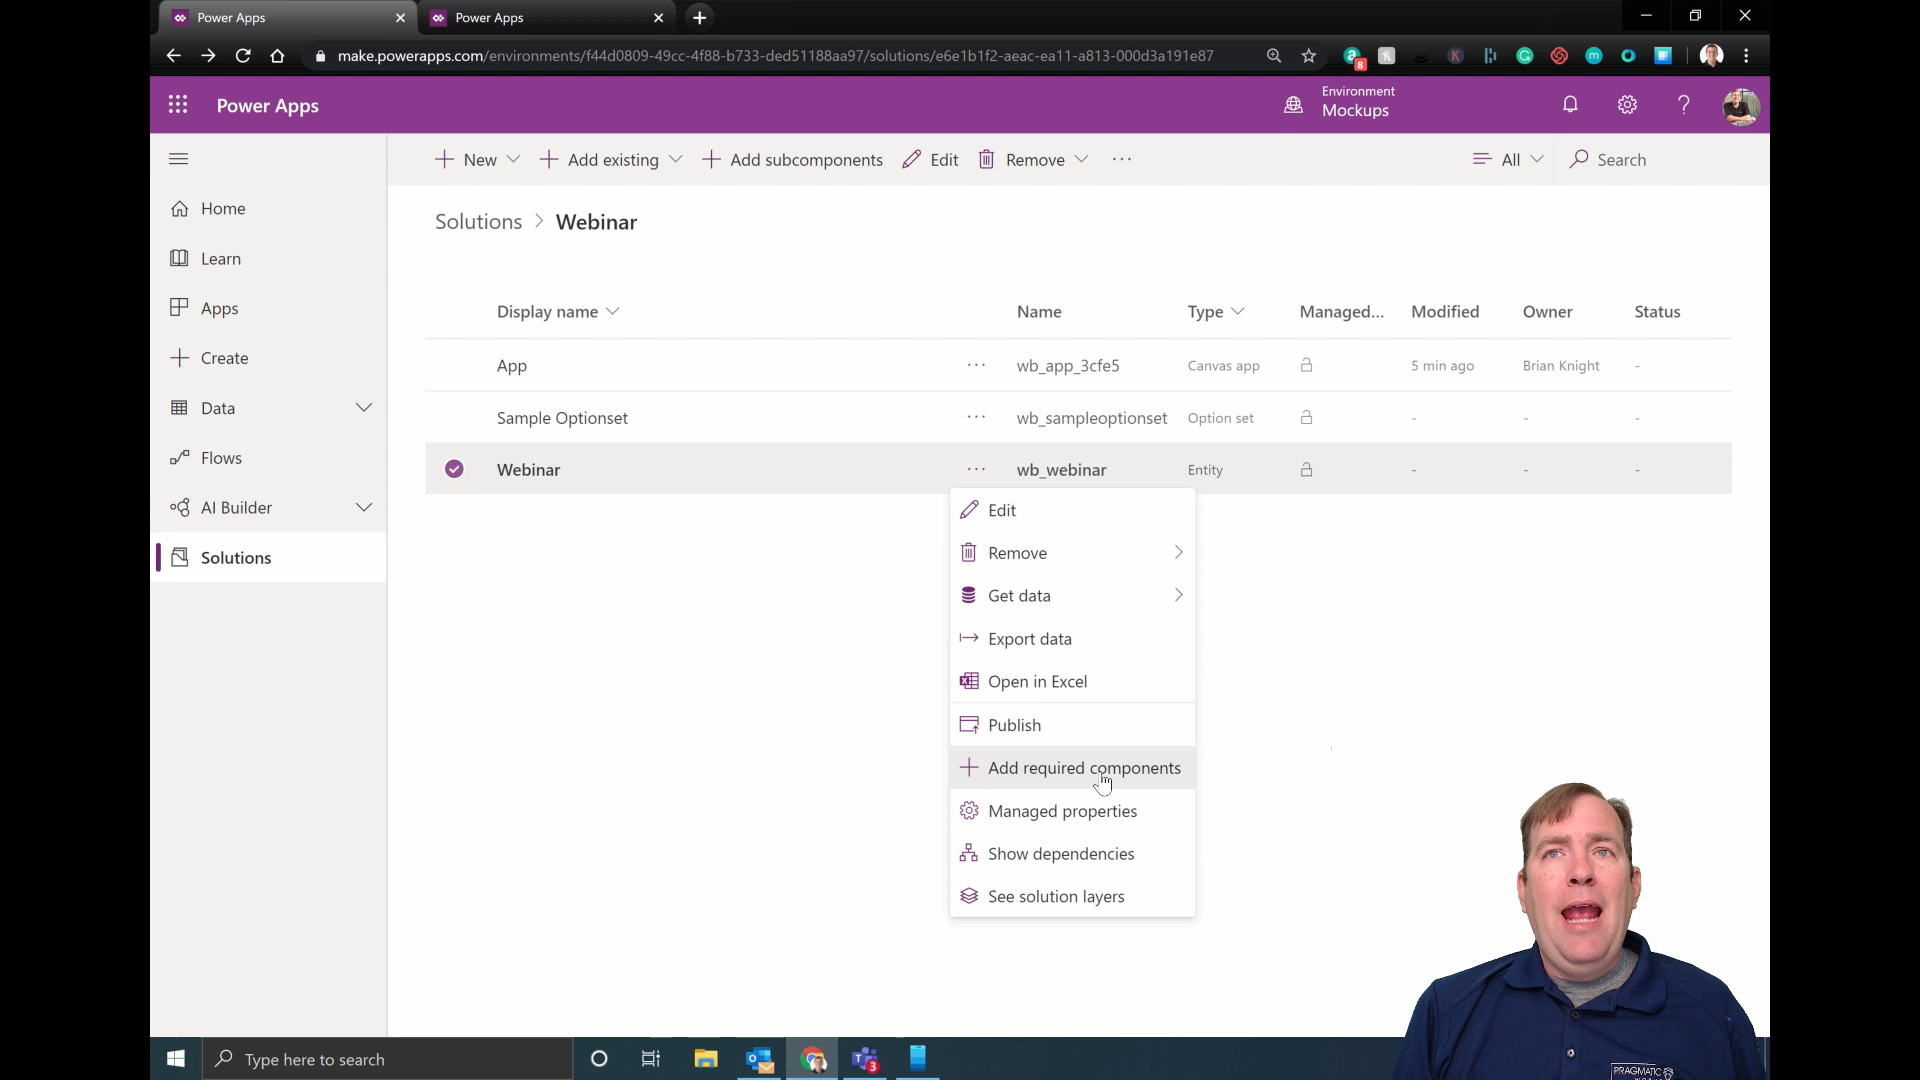 Power Apps
Power Apps
make.powerapps.com/environments/f44d0809-49cc-4f88-b733-ded51188aa97/solutions/e6e1b1f2-aeac-ea11-a813-000d3a191e87
8
Power Apps
Environment
Mockups
New
Add existing
Add subcomponents
Edit
Remove
All
Search
Home
Learn
Apps
Create
Data
Flows
AI Builder
Solutions
Solutions > Webinar
Display name Name Type Managed... Modified Owner Status
App ... wb_app_3cfe5 Canvas app 5 min ago Brian Knight -
Sample Optionset ... wb_sampleoptionset Option set - - -
Webinar ... wb_webinar Entity - - -
Edit
Remove
Get data
Export data
Open in Excel
Publish
Add required components
Managed properties
Show dependencies
See solution layers
Type here to search
3
PRAGMATIC